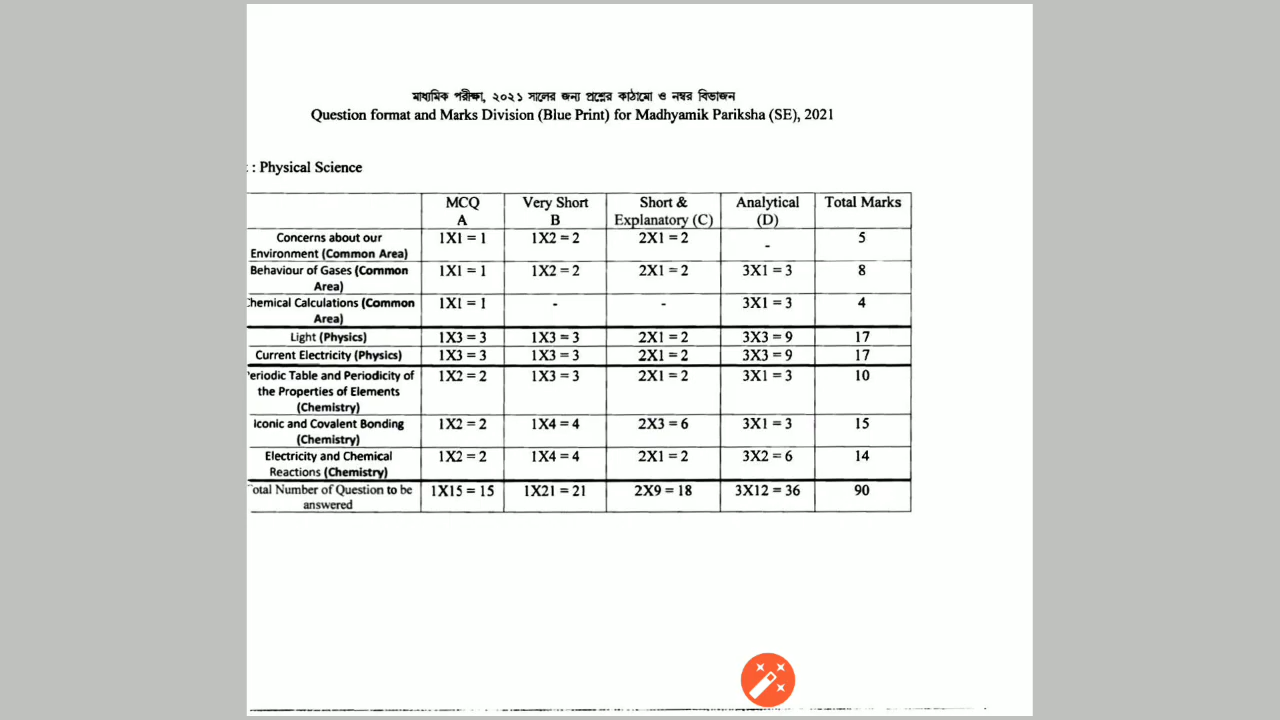 মাধ্যমিক পরীক্ষা, ২০২১ সালের জন্য প্রশ্নের কাঠামো ও নম্বর বিভাজন
Question format and Marks Division (Blue Print) for Madhyamik Pariksha (SE), 2021
: Physical Science
MCQ A Very Short B Short & Explanatory (C) Analytical (D) Total Marks
Concerns about our Environment (Common Area) 1X1 = 1 1X2 = 2 2X1 = 2 - 5
Behaviour of Gases (Common Area) 1X1 = 1 1X2 = 2 2X1 = 2 3X1 = 3 8
hemical Calculations (Common Area) 1X1 = 1 - - 3X1 = 3 4
Light (Physics) 1X3 = 3 1X3 = 3 2X1 = 2 3X3 = 9 17
Current Electricity (Physics) 1X3 = 3 1X3 = 3 2X1 = 2 3X3 = 9 17
eriodic Table and Periodicity of the Properties of Elements (Chemistry) 1X2 = 2 1X3 = 3 2X1 = 2 3X1 = 3 10
Iconic and Covalent Bonding (Chemistry) 1X2 = 2 1X4 = 4 2X3 = 6 3X1 = 3 15
Electricity and Chemical Reactions (Chemistry) 1X2 = 2 1X4 = 4 2X1 = 2 3X2 = 6 14
otal Number of Question to be answered 1X15 = 15 1X21 = 21 2X9 = 18 3X12 = 36 90